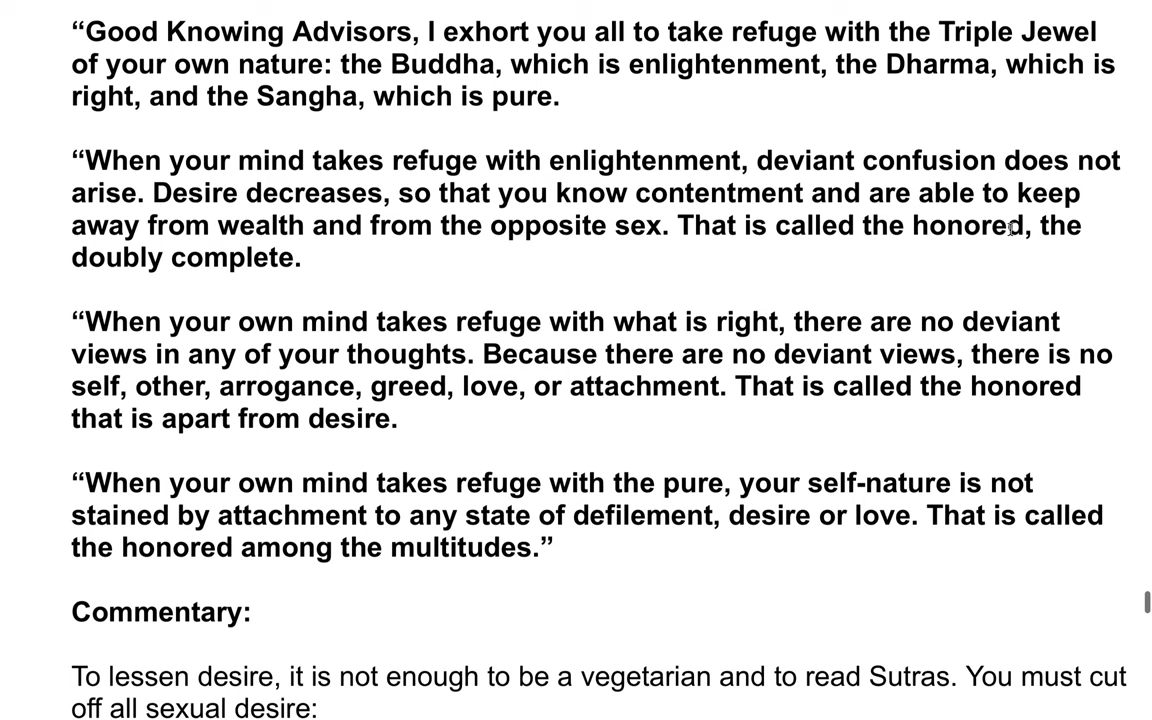 “Good Knowing Advisors, I exhort you all to take refuge with the Triple Jewel
of your own nature: the Buddha, which is enlightenment, the Dharma, which is
right, and the Sangha, which is pure.
“When your mind takes refuge with enlightenment, deviant confusion does not
arise. Desire decreases, so that you know contentment and are able to keep
away from wealth and from the opposite sex. That is called the honored, the
doubly complete.
“When your own mind takes refuge with what is right, there are no deviant
views in any of your thoughts. Because there are no deviant views, there is no
self, other, arrogance, greed, love, or attachment. That is called the honored
that is apart from desire.
“When your own mind takes refuge with the pure, your self-nature is not
stained by attachment to any state of defilement, desire or love. That is called
the honored among the multitudes.”
Commentary:
To lessen desire, it is not enough to be a vegetarian and to read Sutras. You must cut
off all sexual desire: